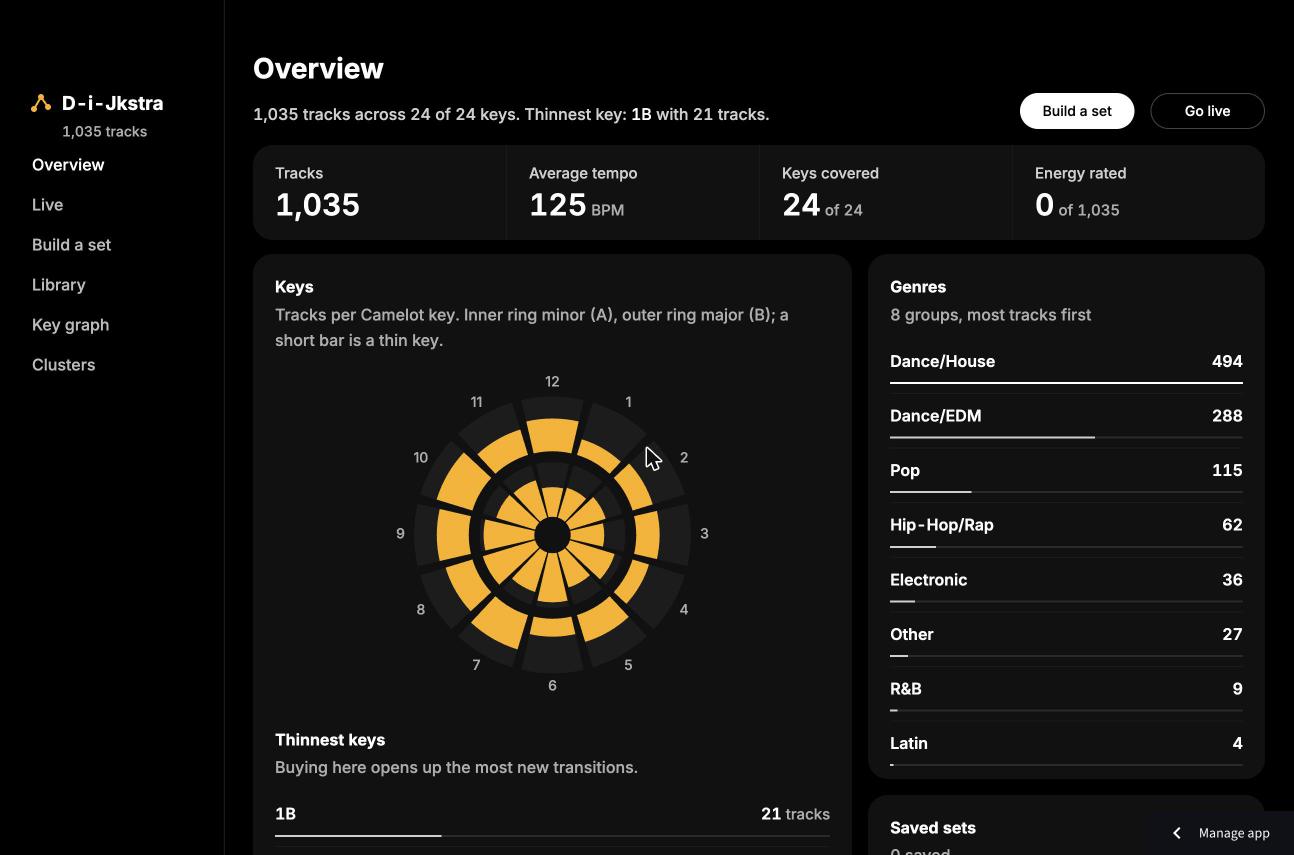 D-i-Jkstra
1,035 tracks
Overview
Live
Build a set
Library
Key graph
Clusters
Overview
1,035 tracks across 24 of 24 keys. Thinnest key: 1B with 21 tracks.
Build a set
Go live
Tracks
1,035
Average tempo
125 BPM
Keys covered
24 of 24
Energy rated
0 of 1,035
Keys
Tracks per Camelot key. Inner ring minor (A), outer ring major (B); a
short bar is a thin key.
12
1
2
3
4
5
6
7
8
9
10
11
Thinnest keys
Buying here opens up the most new transitions.
1B
21 tracks
Genres
8 groups, most tracks first
Dance/House 494
Dance/EDM 288
Pop 115
Hip-Hop/Rap 62
Electronic 36
Other 27
R&B 9
Latin 4
Saved sets
0 saved
Manage app